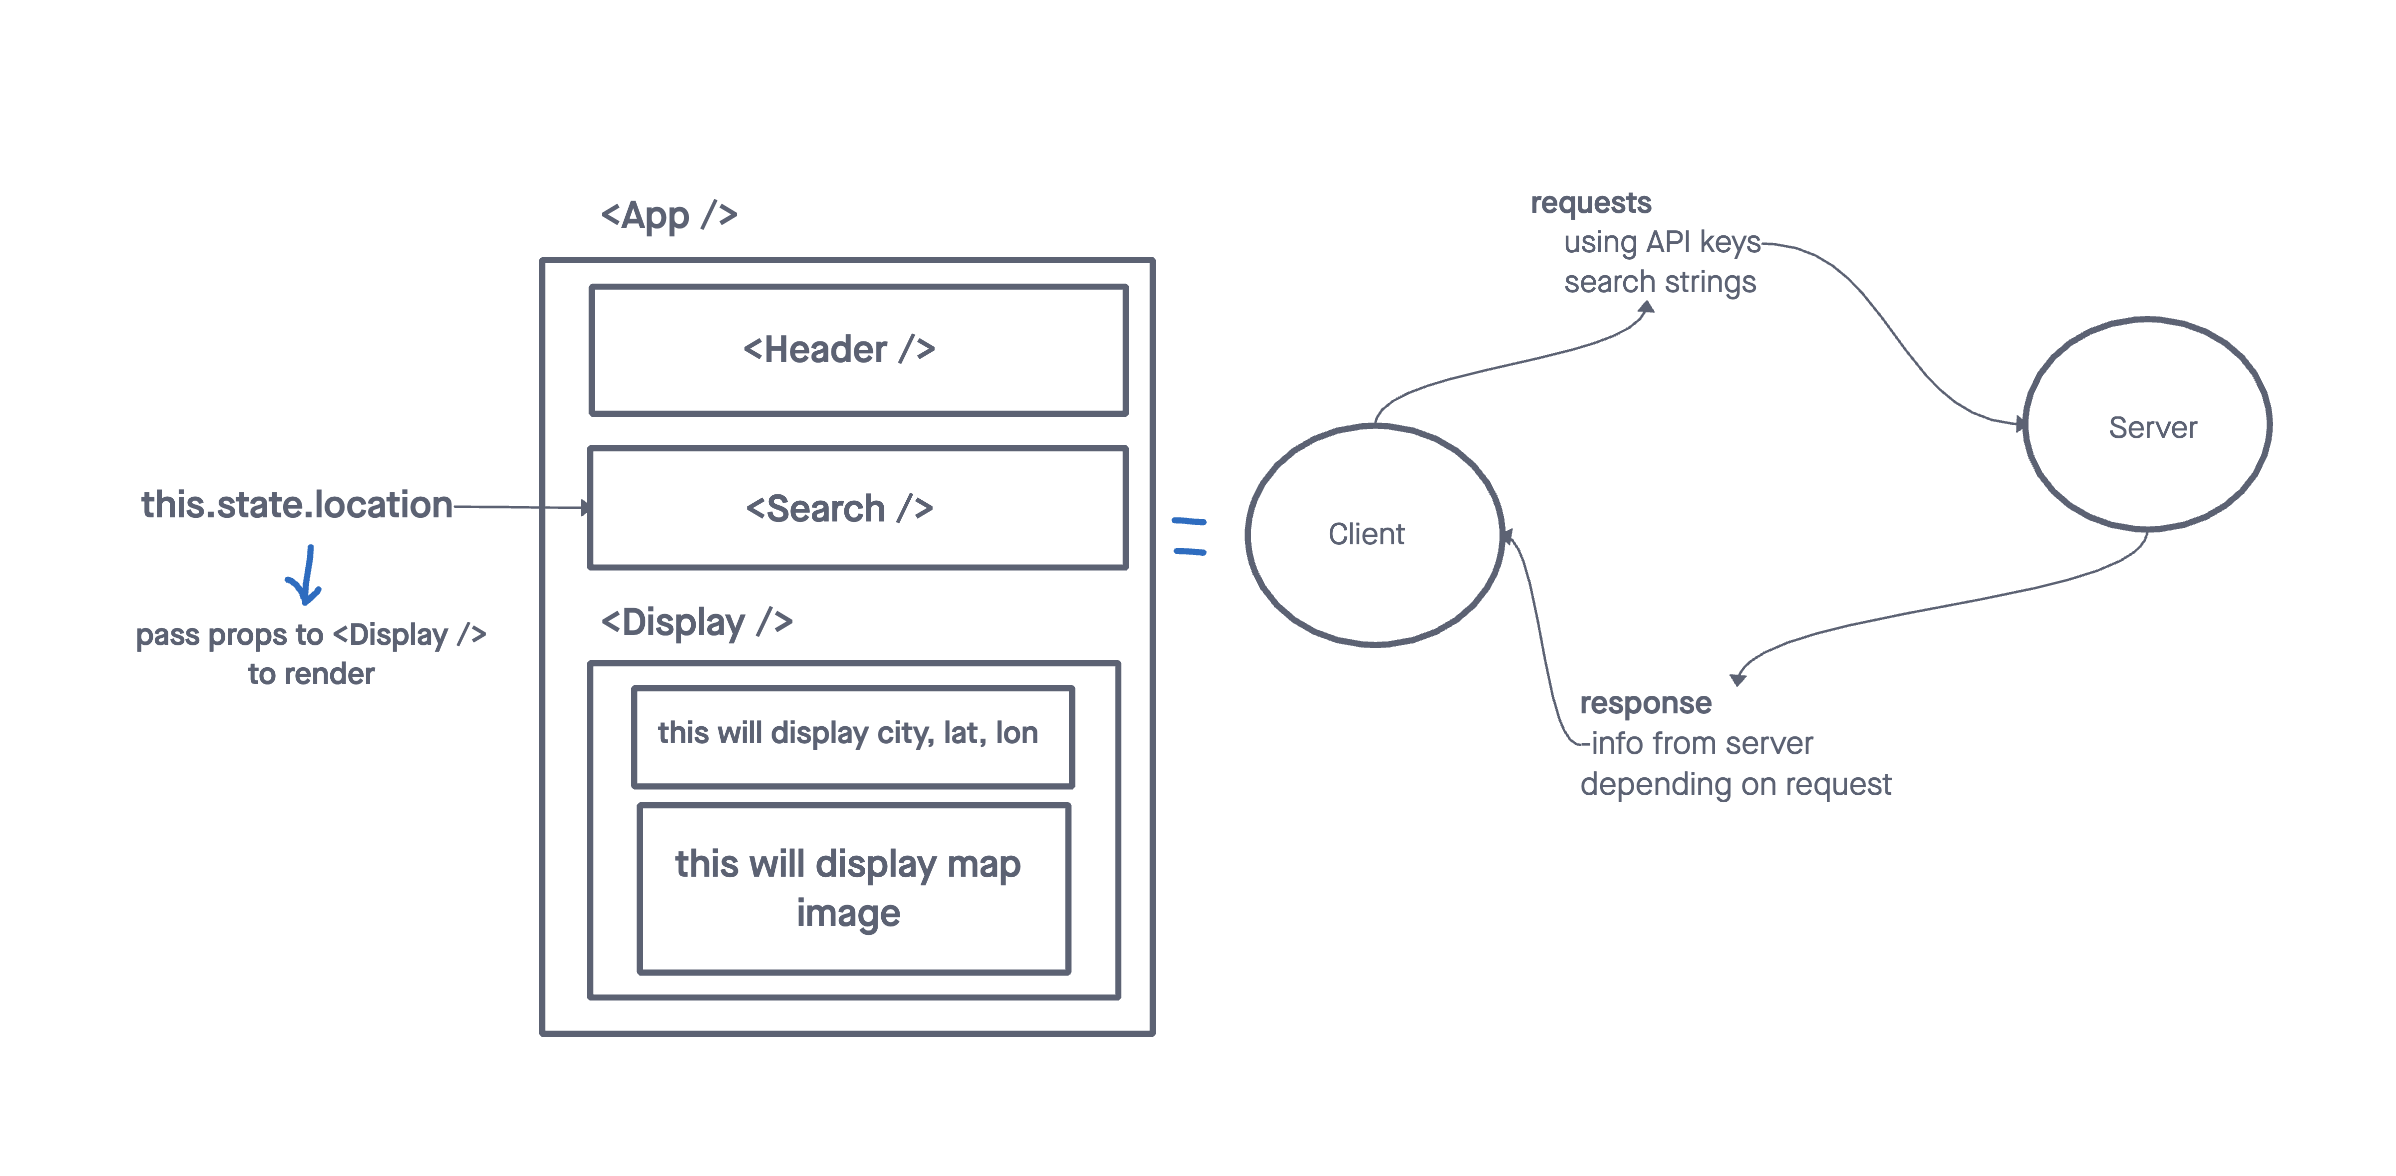 <App />
<Header />
this.state.location
<Search />
pass props to <Display />
to render
<Display />
this will display city, lat, lon
this will display map
image
=
Client
requests
using API keys
search strings
Server
response
info from server
depending on request